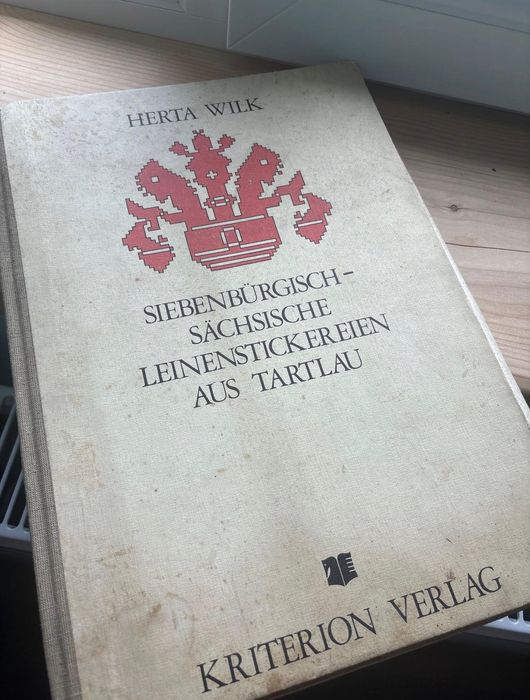 HERTA WILK
SIEBENBÜRGISCH-
SÄCHSISCHE
LEINENSTICKEREIEN
AUS TARTLAU
KRITERION VERLAG